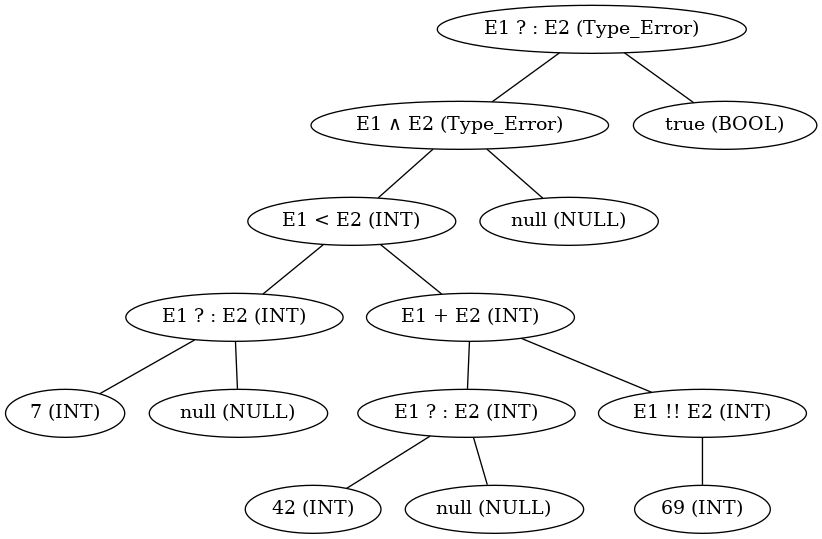 E1 ? : E2 (Type_Error)
E1 ∧ E2 (Type_Error)
true (BOOL)
E1 < E2 (INT)
null (NULL)
E1 ? : E2 (INT)
E1 + E2 (INT)
7 (INT)
null (NULL)
E1 ? : E2 (INT)
E1 !! E2 (INT)
42 (INT)
null (NULL)
69 (INT)